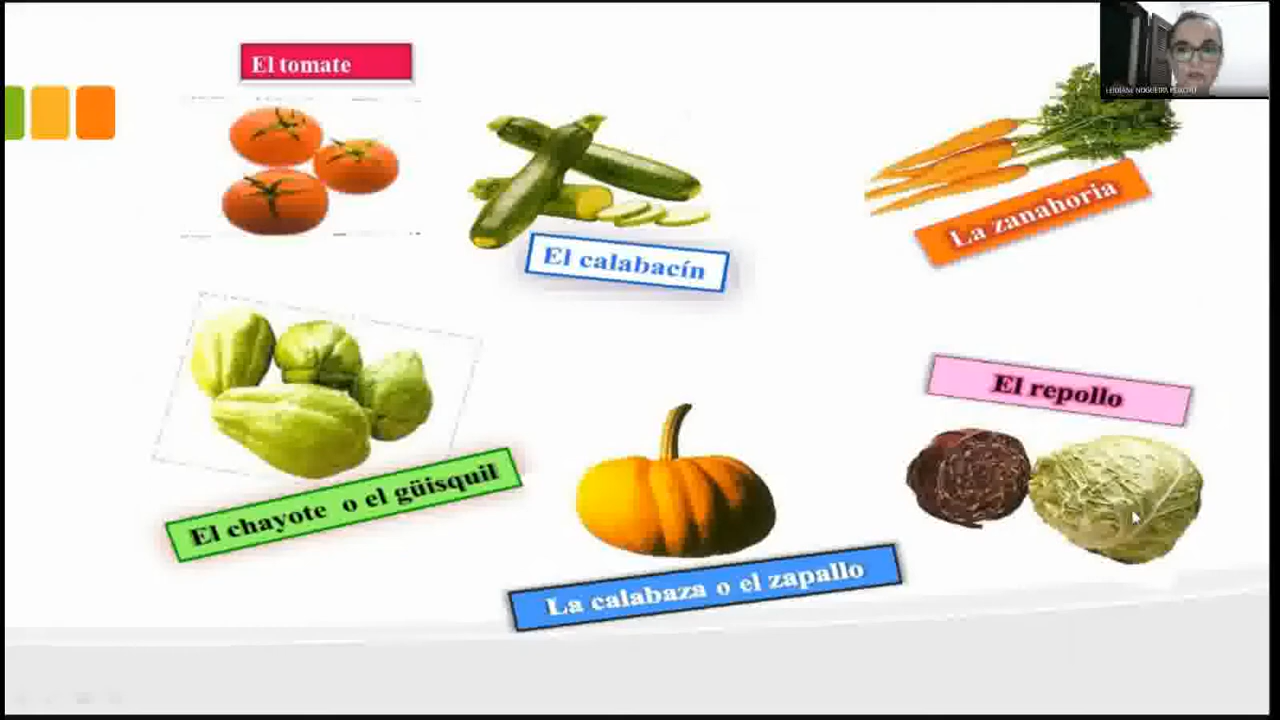 El tomate
El calabacín
La zanahoria
El chayote o el güisquil
El repollo
La calabaza o el zapallo